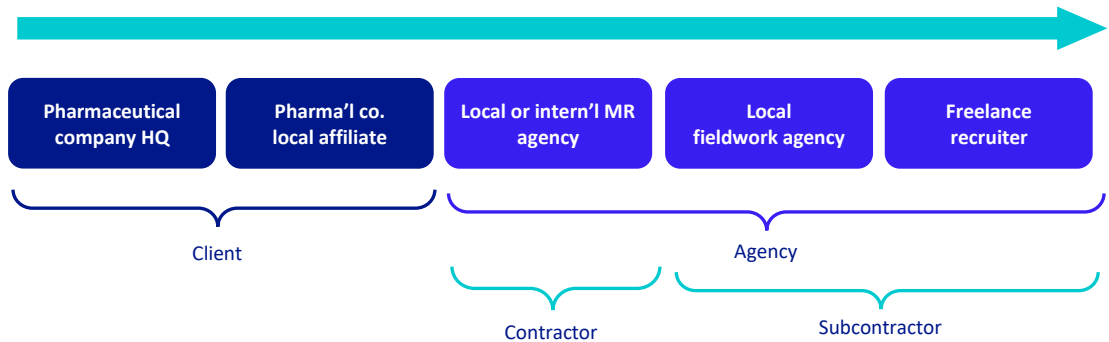 Pharmaceutical
company HQ
Pharma'l co.
local affiliate
Local or intern'l MR
agency
Local
fieldwork agency
Freelance
recruiter
Client
Agency
Contractor
Subcontractor